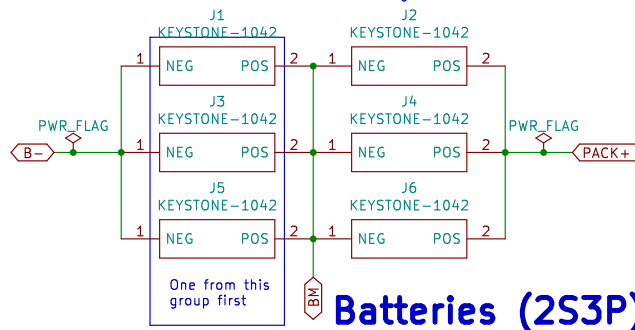 J1 J2
KEYSTONE-1042 KEYSTONE-1042
1 NEG POS 2 1 NEG POS 2
J3 J4
PWR_FLAG KEYSTONE-1042 KEYSTONE-1042 PWR_FLAG
B- 1 NEG POS 2 1 NEG POS 2 PACK+
J5 J6
KEYSTONE-1042 KEYSTONE-1042
1 NEG POS 2 1 NEG POS 2
One from this
group first
BM
Batteries (2S3P)